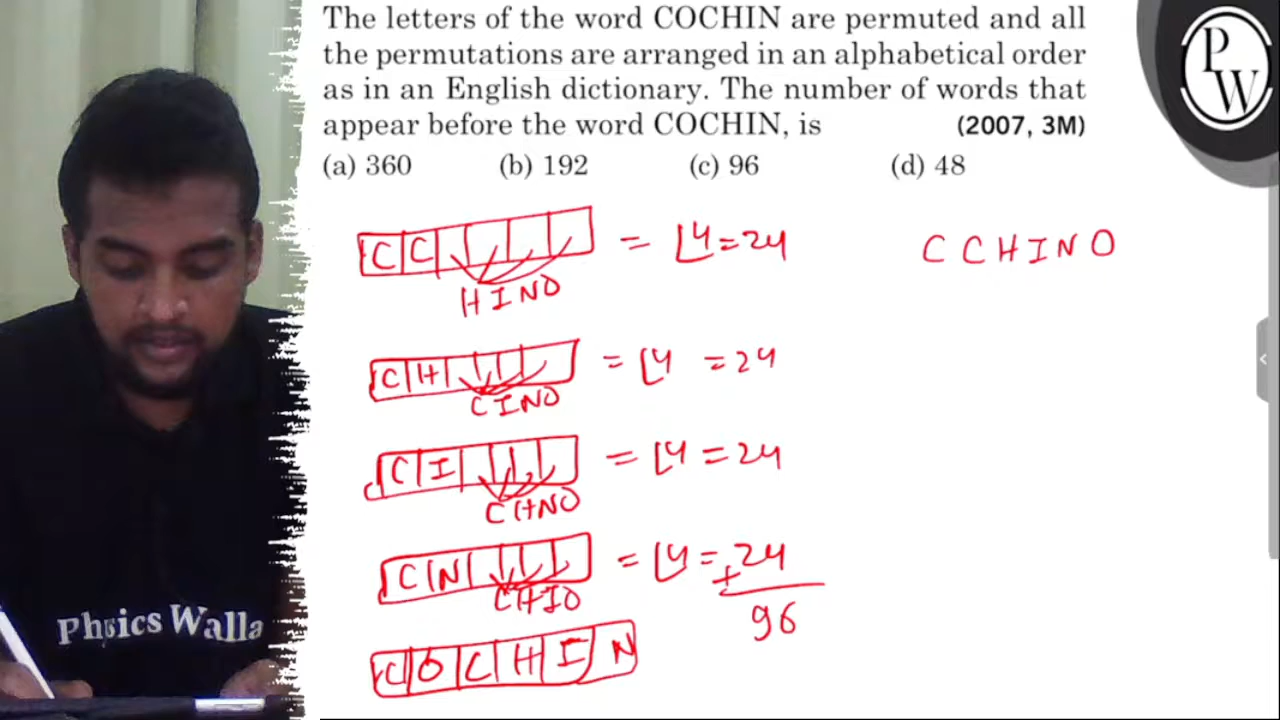 The letters of the word COCHIN are permuted and all
the permutations are arranged in an alphabetical order
as in an English dictionary. The number of words that
appear before the word COCHIN, is (2007, 3M)
(a) 360 (b) 192 (c) 96 (d) 48
PW
C C = ⌊4 = 24 C C H I N O
H I N O
C H = ⌊4 = 24
C I N O
C I = ⌊4 = 24
C H N O
C N = ⌊4 = + 24
C H I O
96
C O C H I N
Physics Wallah